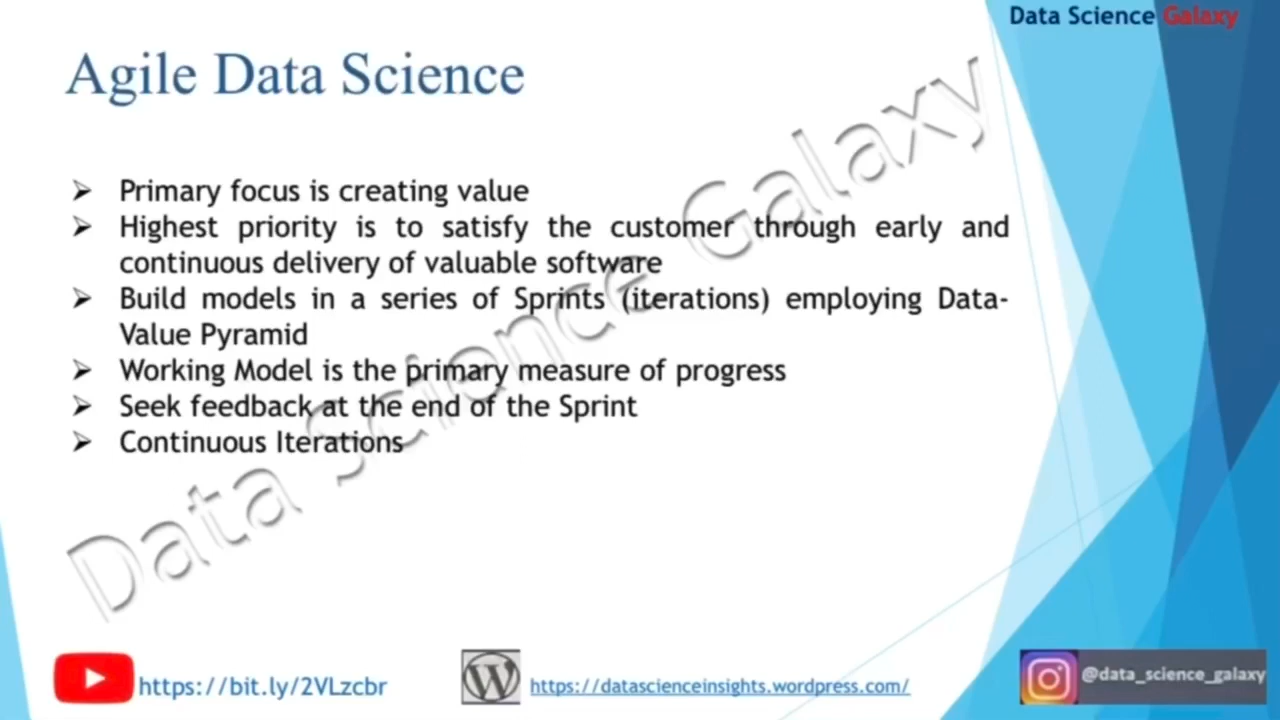 Data Science Galaxy
Agile Data Science
➢ Primary focus is creating value
➢ Highest priority is to satisfy the customer through early and
continuous delivery of valuable software
➢ Build models in a series of Sprints (iterations) employing Data-
Value Pyramid
➢ Working Model is the primary measure of progress
➢ Seek feedback at the end of the Sprint
➢ Continuous Iterations
Data Science Galaxy
https://bit.ly/2VLzcbr
https://datascienceinsights.wordpress.com/
@data_science_galaxy